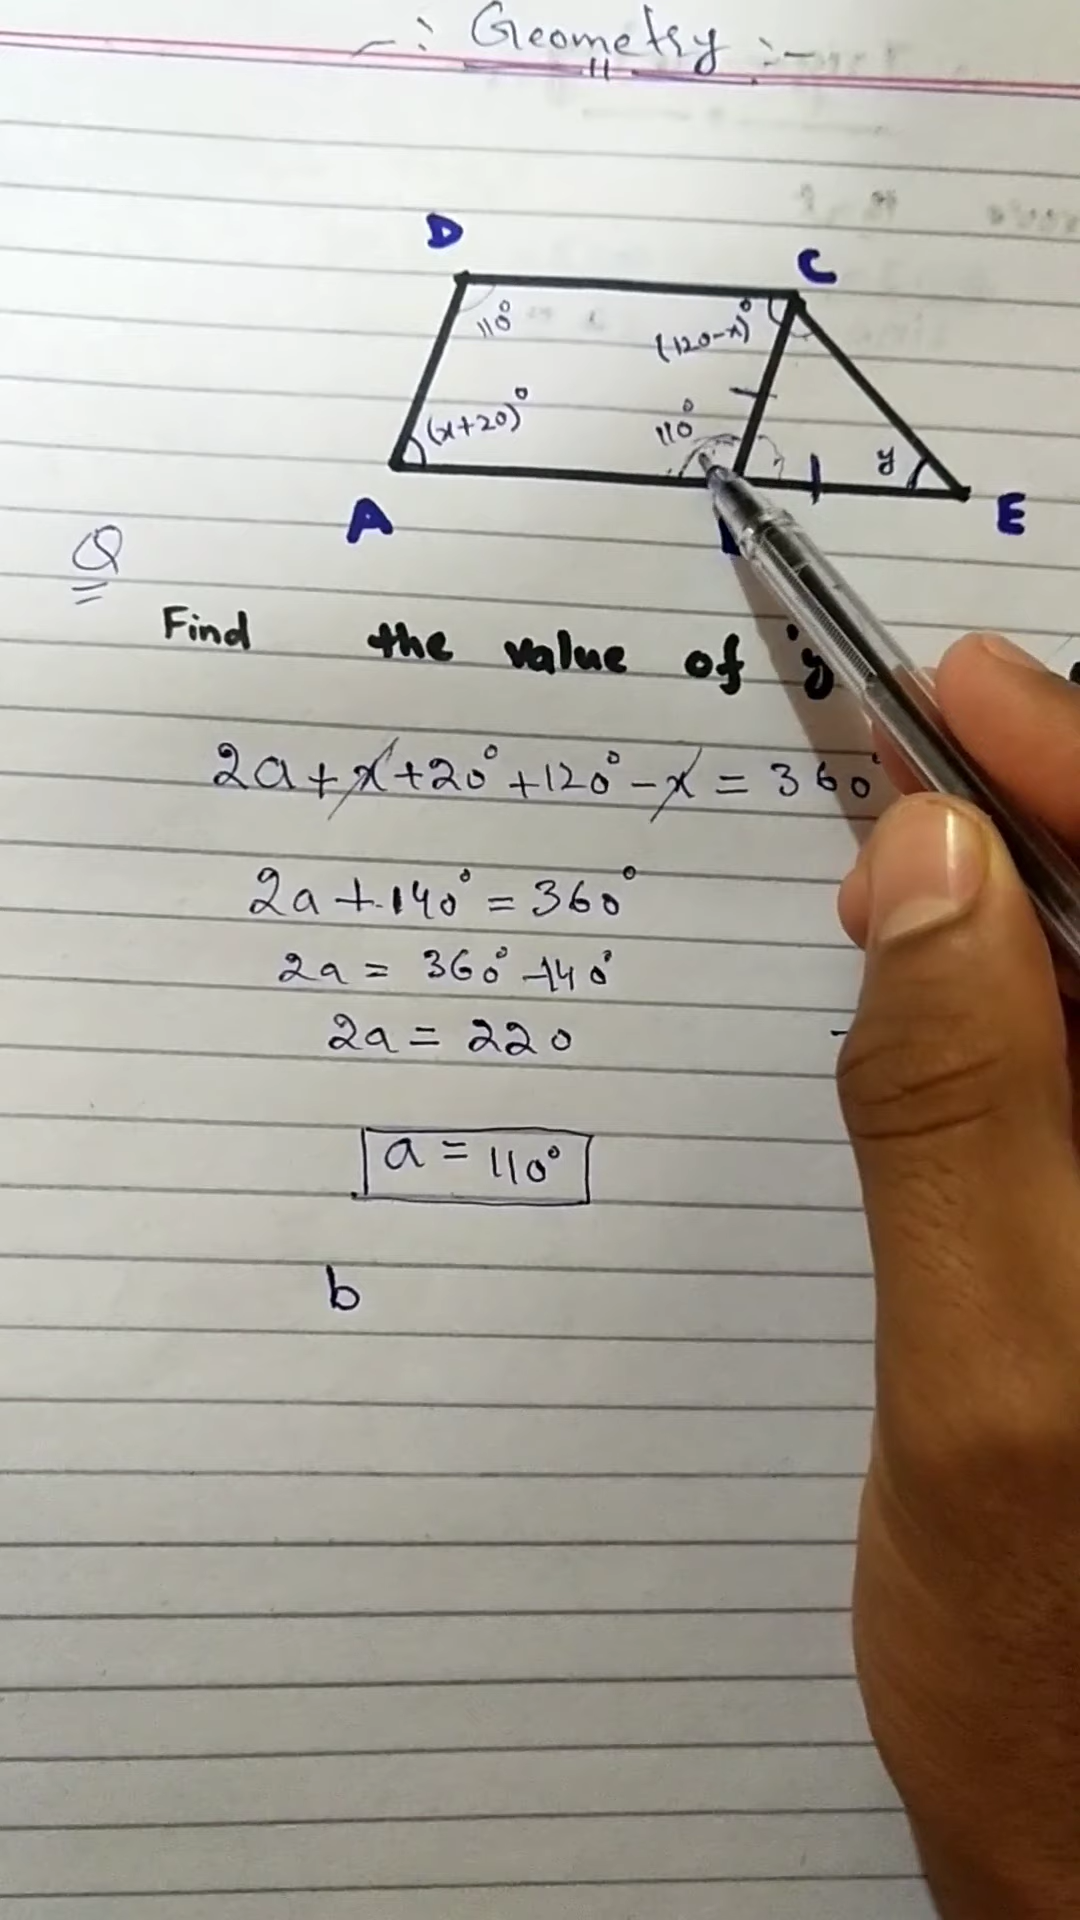 -: Geometry :-
D
C
110°
(120-x)°
(x+20)°
110°
y
A
E
Q
Find the value of 'y
2a+x+20°+120°-x=360°
2a+140°=360°
2a=360°-140°
2a=220
a=110°
b